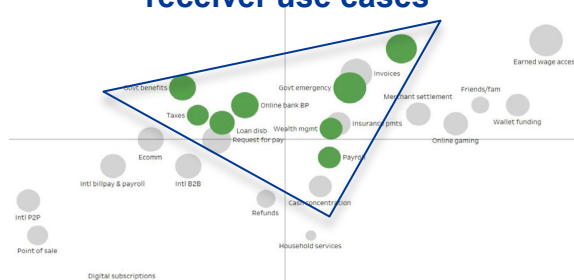 receiver use cases
Earned wage acces
Invoices
Govt benefits
Govt emergency
Friends/fam
Merchant settlement
Online bank BP
Wallet funding
Taxes
Insurance pmts
Loan disb
Wealth mgmt
Request for pay
Online gaming
Ecomm
Payroll
Intl billpay & payroll
Intl B2B
Cash concentration
Refunds
Intl P2P
Household services
Point of sale
Digital subscriptions